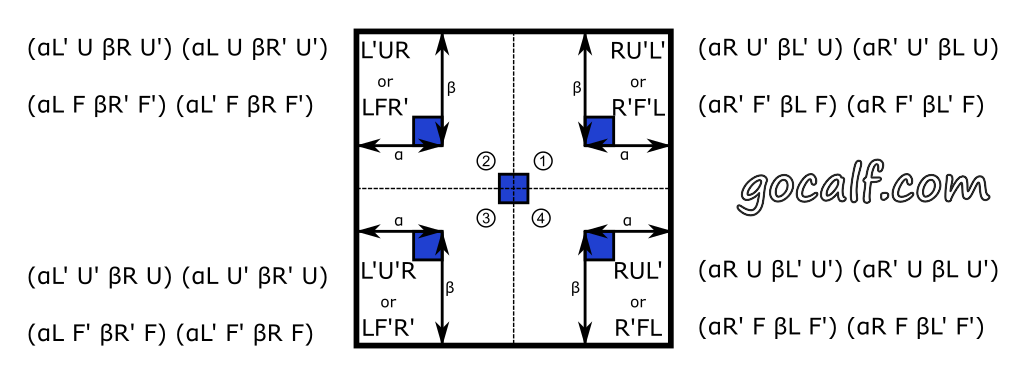 (αL' U βR U') (αL U βR' U')
(αL F βR' F') (αL' F βR F')
L'UR
or
LFR'
β
α
RU'L'
or
R'F'L
β
α
(αR U' βL' U) (αR' U' βL U)
(αR' F' βL F) (αR F' βL' F)
② ①
③ ④
gocalf.com
(αL' U' βR U) (αL U' βR' U)
(αL F' βR' F) (αL' F' βR F)
α
L'U'R
β
or
LF'R'
α
RUL'
β
or
R'FL
(αR U βL' U') (αR' U βL U')
(αR' F βL F') (αR F βL' F')